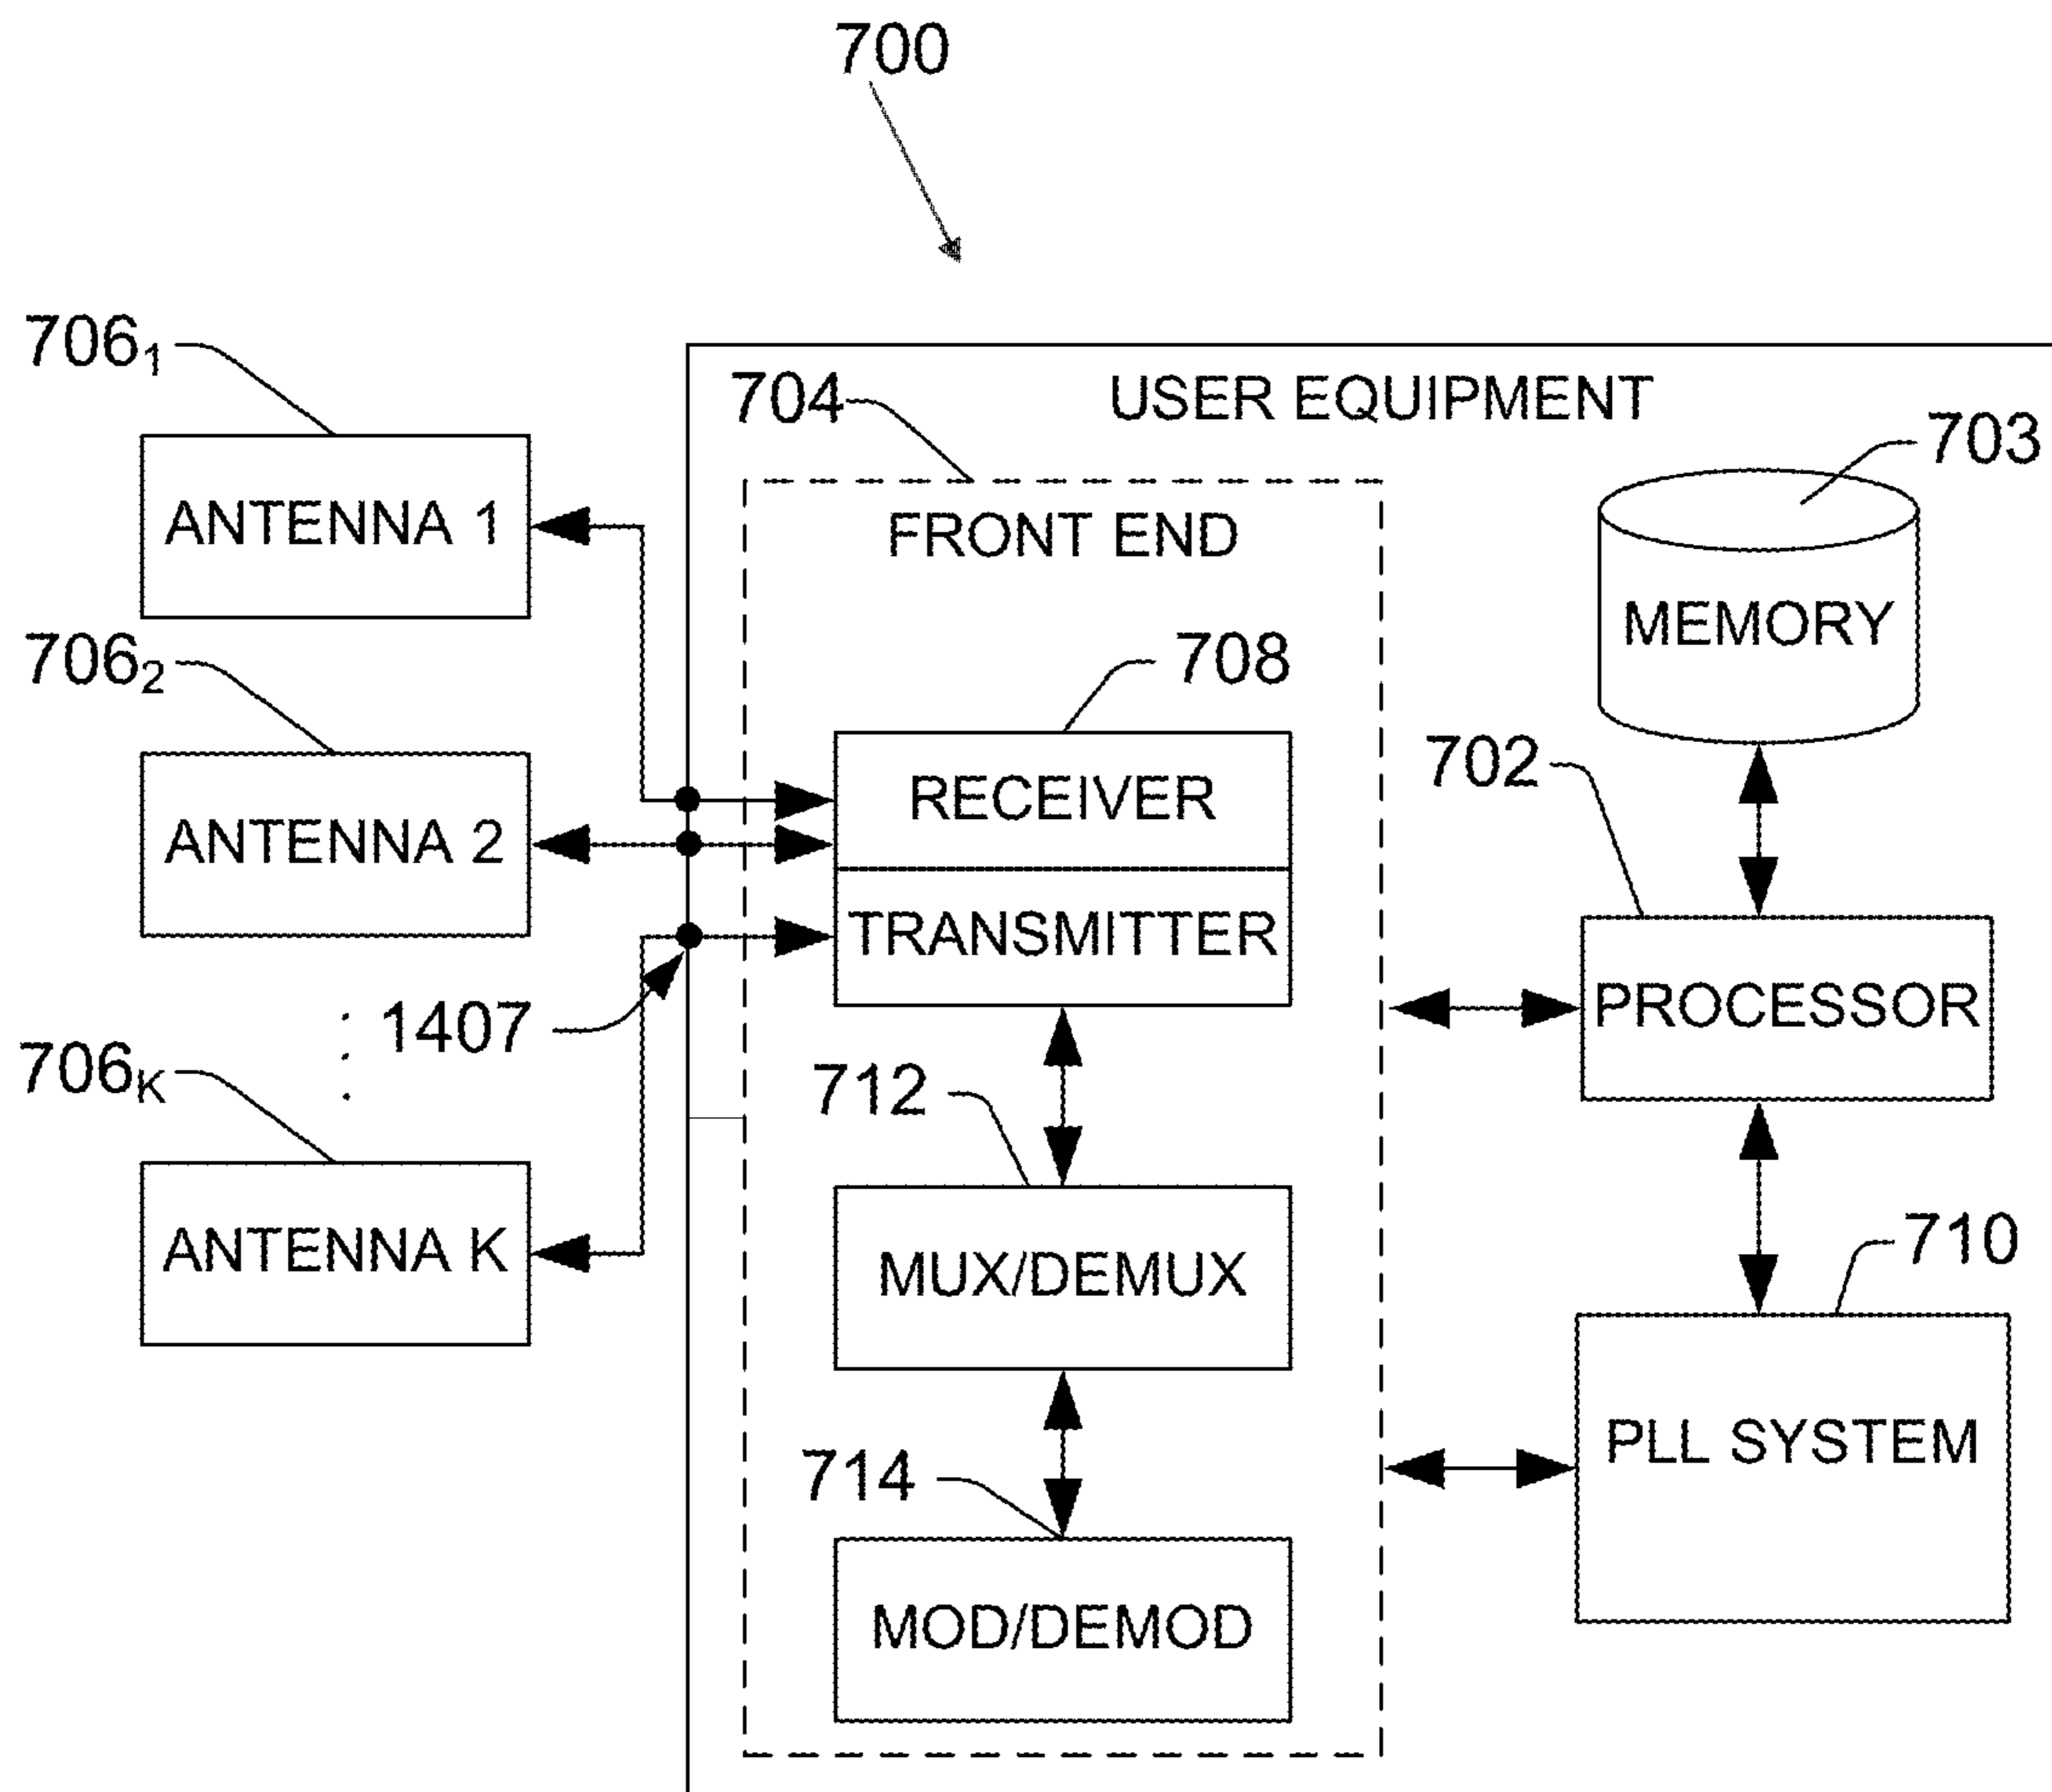 700
706₁
704
USER EQUIPMENT
703
ANTENNA 1
FRONT END
MEMORY
706₂
708
702
RECEIVER
ANTENNA 2
TRANSMITTER
PROCESSOR
1407
706K
712
710
ANTENNA K
MUX/DEMUX
PLL SYSTEM
714
MOD/DEMOD